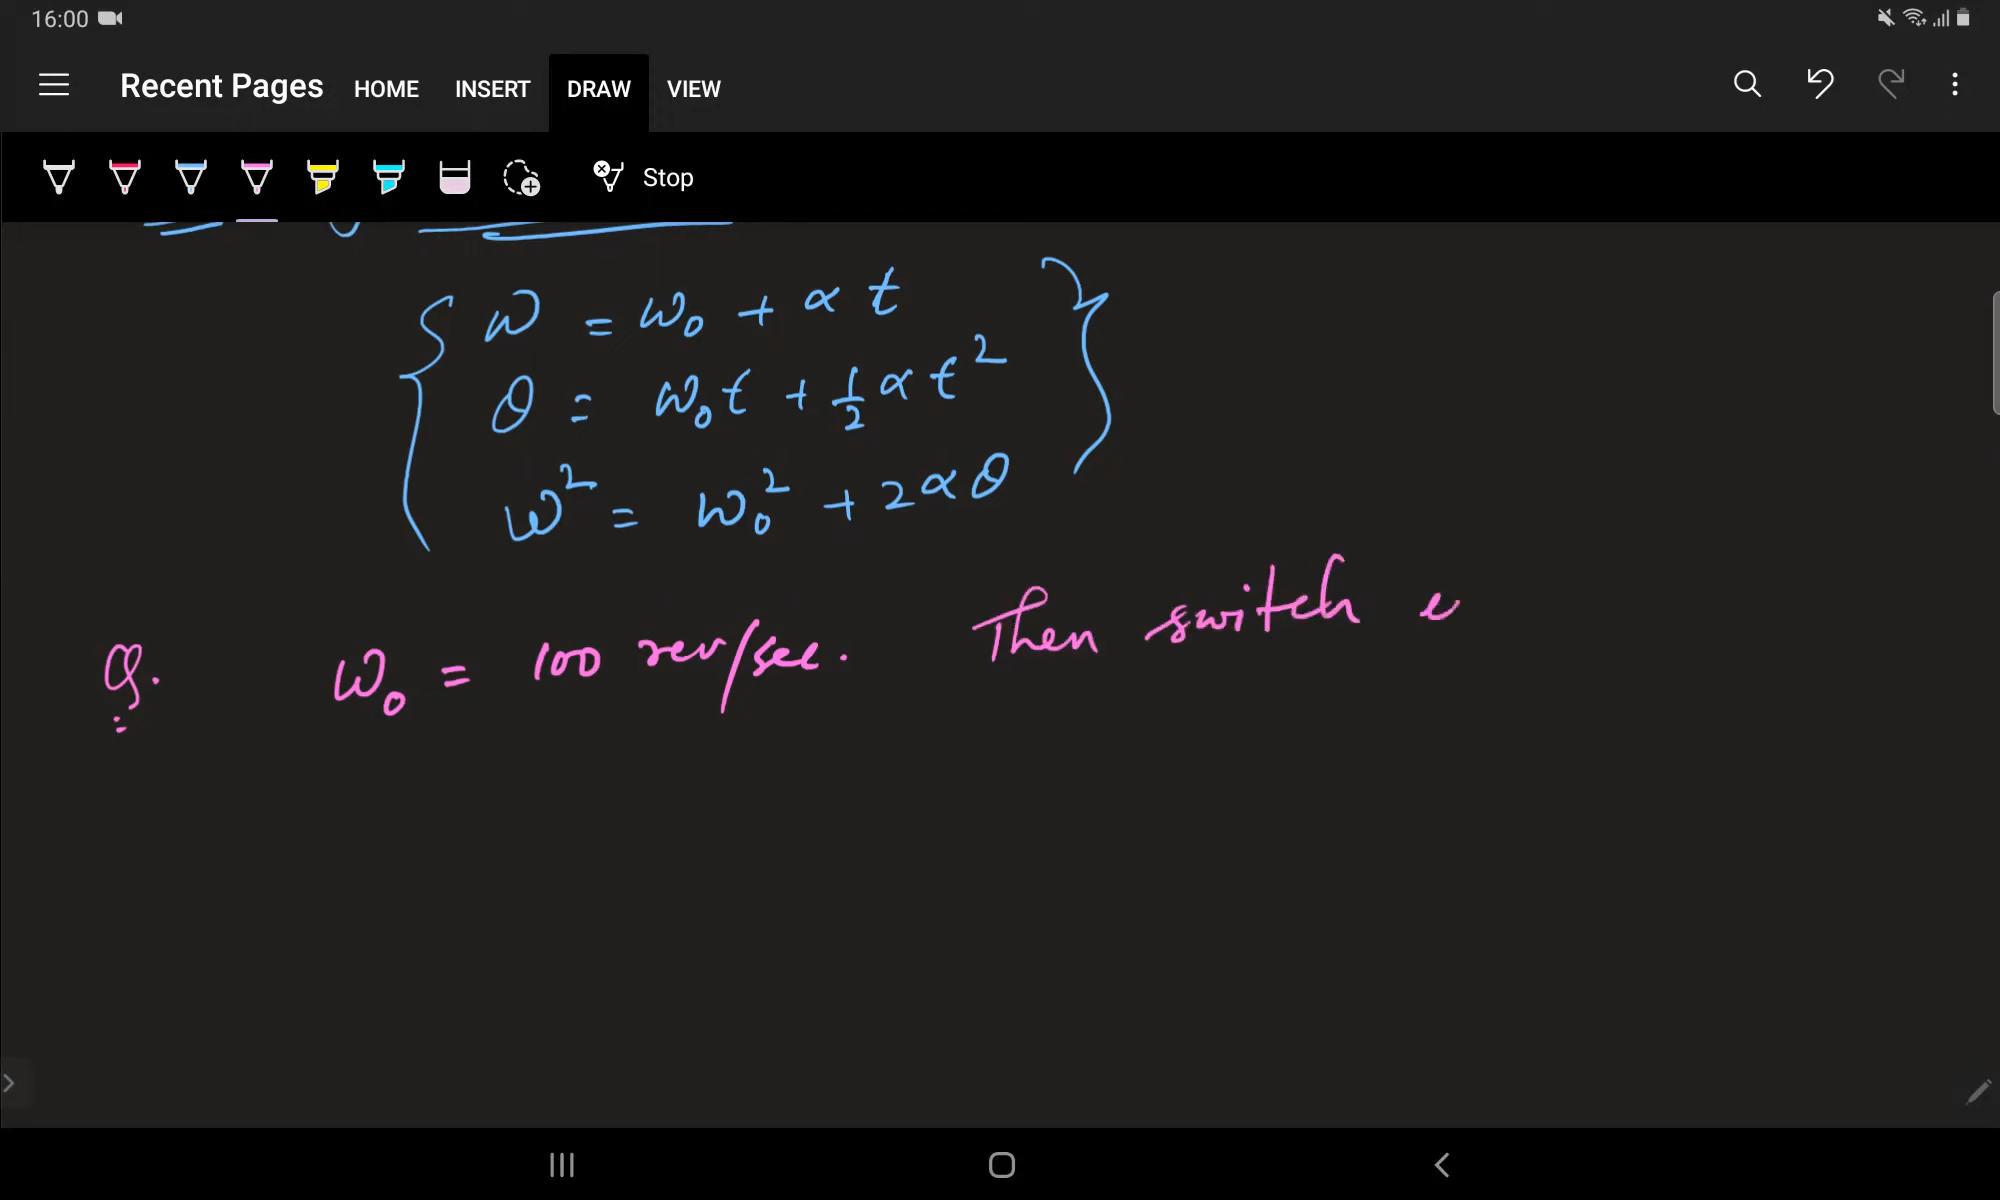 16:00
Recent Pages HOME INSERT DRAW VIEW
Stop
ω = ω₀ + α t
θ = ω₀t + ½ α t²
ω² = ω₀² + 2αθ
Q. ω₀ = 100 rev/sec. Then switch